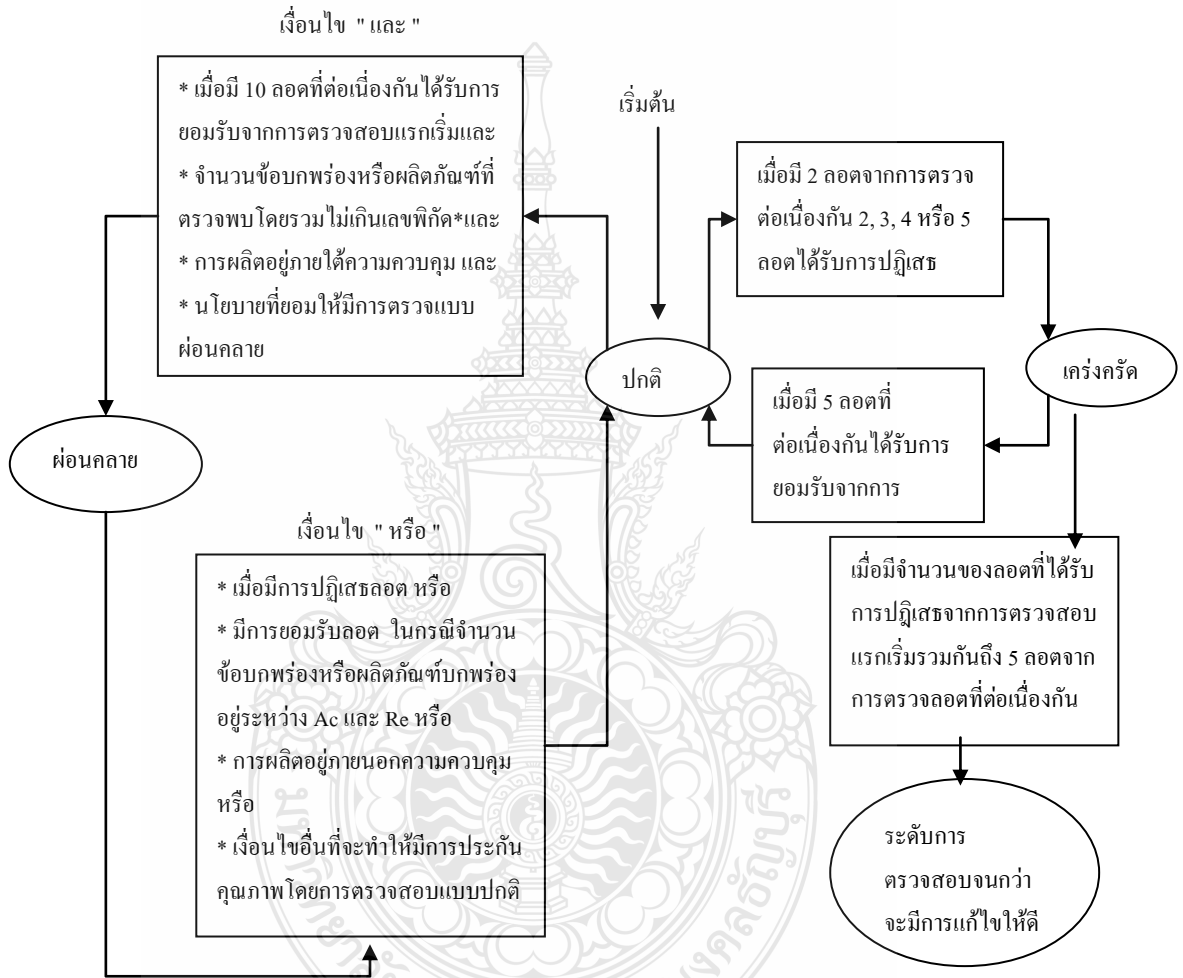 เงื่อนไข " และ "
* เมื่อมี 10 ลอตที่ต่อเนื่องกันได้รับการ
ยอมรับจากการตรวจสอบแรกเริ่มและ
* จำนวนข้อบกพร่องหรือผลิตภัณฑ์ที่
ตรวจพบโดยรวมไม่เกินเลขพิกัด*และ
* การผลิตอยู่ภายใต้ความควบคุม และ
* นโยบายที่ยอมให้มีการตรวจแบบ
ผ่อนคลาย
เริ่มต้น
เมื่อมี 2 ลอตจากการตรวจ
ต่อเนื่องกัน 2, 3, 4 หรือ 5
ลอตได้รับการปฏิเสธ
ปกติ
เคร่งครัด
เมื่อมี 5 ลอตที่
ต่อเนื่องกันได้รับการ
ยอมรับจากการ
ผ่อนคลาย
เงื่อนไข " หรือ "
* เมื่อมีการปฏิเสธลอต หรือ
* มีการยอมรับลอต ในกรณีจำนวน
ข้อบกพร่องหรือผลิตภัณฑ์บกพร่อง
อยู่ระหว่าง Ac และ Re หรือ
* การผลิตอยู่ภายนอกความควบคุม
หรือ
* เงื่อนไขอื่นที่จะทำให้มีการประกัน
คุณภาพโดยการตรวจสอบแบบปกติ
เมื่อมีจำนวนของลอตที่ได้รับ
การปฏิเสธจากการตรวจสอบ
แรกเริ่มรวมกันถึง 5 ลอตจาก
การตรวจลอตที่ต่อเนื่องกัน
ระดับการ
ตรวจสอบจนกว่า
จะมีการแก้ไขให้ดี